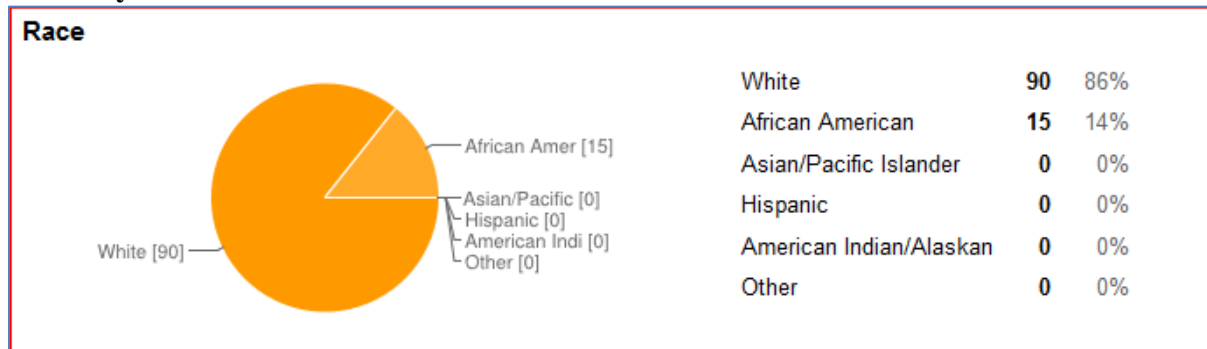 Race
African Amer [15]
Asian/Pacific [0]
Hispanic [0]
American Indi [0]
Other [0]
White [90]
White 90 86%
African American 15 14%
Asian/Pacific Islander 0 0%
Hispanic 0 0%
American Indian/Alaskan 0 0%
Other 0 0%